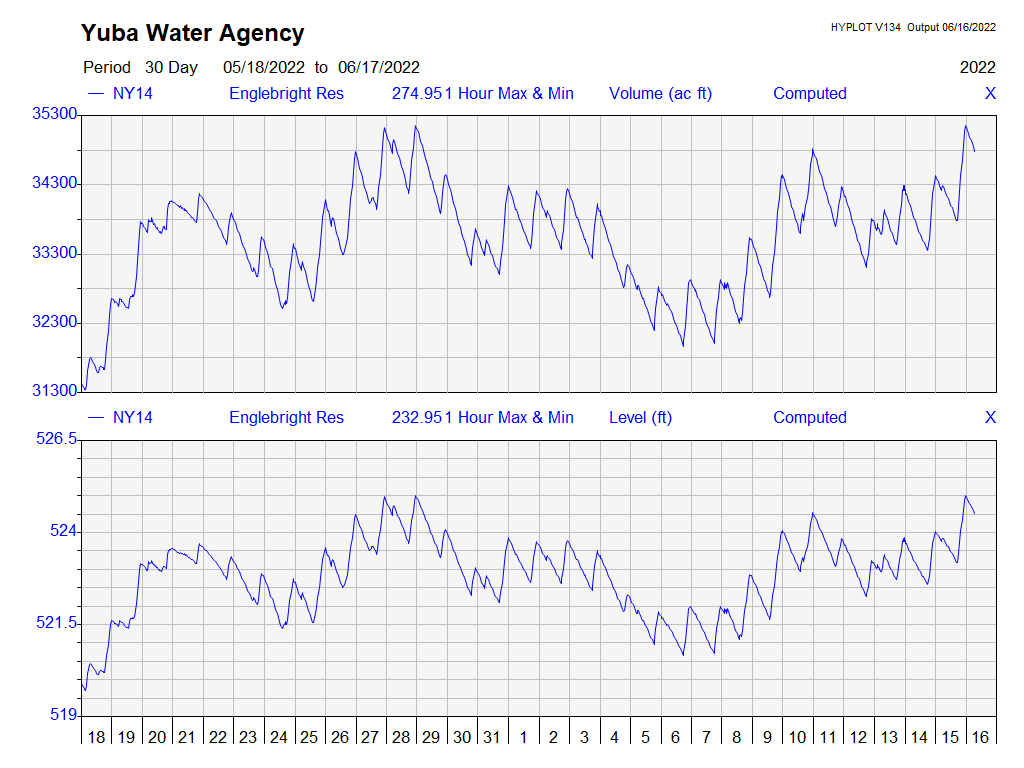 Yuba Water Agency
HYPLOT V134 Output 06/16/2022
Period 30 Day 05/18/2022 to 06/17/2022
2022
NY14 Englebright Res 274.951 Hour Max & Min Volume (ac ft) Computed X
35300
34300
33300
32300
31300
NY14 Englebright Res 232.951 Hour Max & Min Level (ft) Computed X
526.5
524
521.5
519
18 19 20 21 22 23 24 25 26 27 28 29 30 31 1 2 3 4 5 6 7 8 9 10 11 12 13 14 15 16